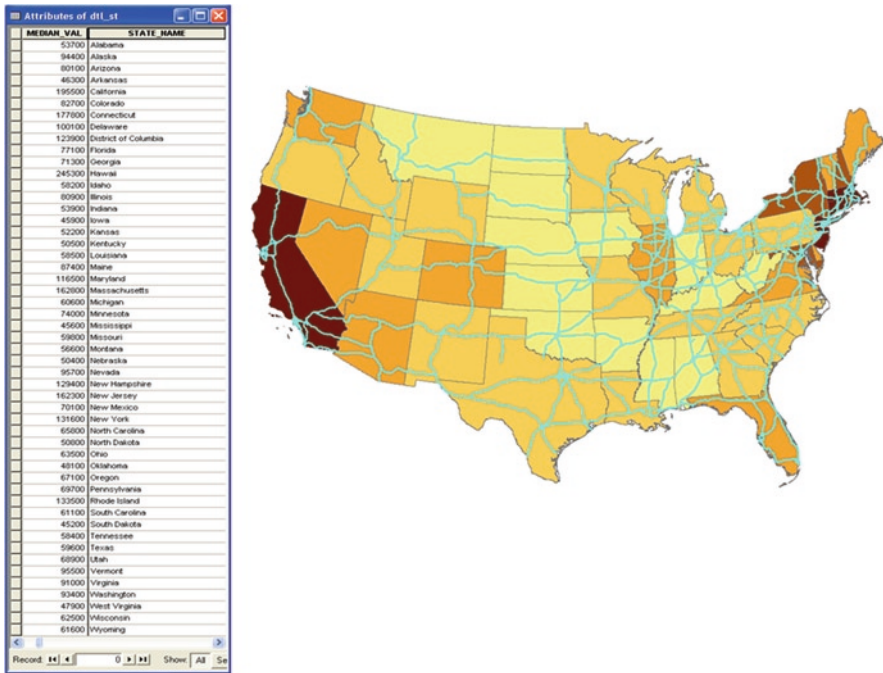 Attributes of dtl_st
MEDIAN_VAL STATE_NAME
53700 Alabama
94400 Alaska
80100 Arizona
46300 Arkansas
195500 California
82700 Colorado
177800 Connecticut
100100 Delaware
123900 District of Columbia
77100 Florida
71300 Georgia
245300 Hawaii
58200 Idaho
80900 Illinois
53900 Indiana
45900 Iowa
52200 Kansas
50500 Kentucky
58500 Louisiana
87400 Maine
116500 Maryland
162800 Massachusetts
60600 Michigan
74000 Minnesota
45600 Mississippi
59800 Missouri
56600 Montana
50400 Nebraska
95700 Nevada
129400 New Hampshire
162300 New Jersey
70100 New Mexico
131600 New York
65800 North Carolina
50800 North Dakota
63500 Ohio
48100 Oklahoma
67100 Oregon
69700 Pennsylvania
133500 Rhode Island
61100 South Carolina
45200 South Dakota
58400 Tennessee
59600 Texas
68900 Utah
95500 Vermont
91000 Virginia
93400 Washington
47900 West Virginia
62500 Wisconsin
61600 Wyoming
Record: 0 Show: All Se